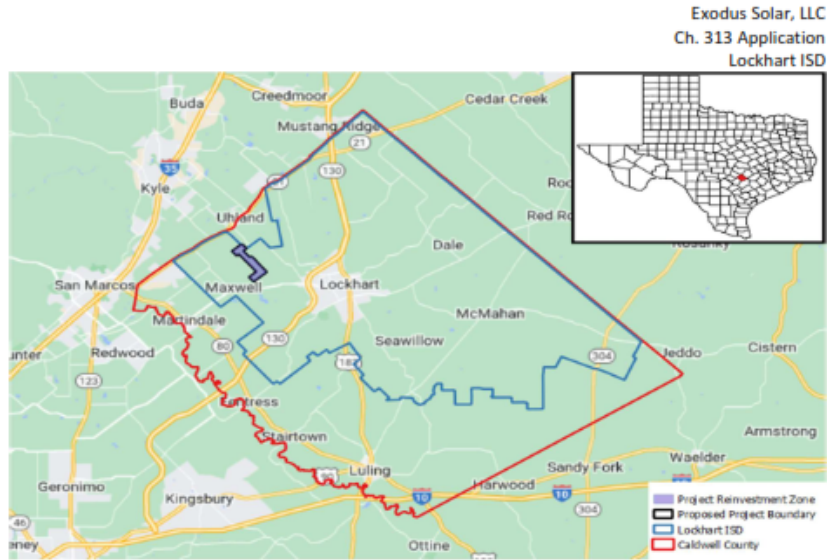 Exodus Solar, LLC
Ch. 313 Application
Lockhart ISD
Buda
Creedmoor
Cedar Creek
Mustang Ridge
21
130
35
Kyle
21
Uhland
Red
Dale
San Marcos
Maxwell
Lockhart
McMahan
Martindale
Seawillow
80
130
Redwood
304
Jeddo
Cistern
123
183
Fentress
Stairtown
Armstrong
Luling
Waelder
Geronimo
Kingsbury
Sandy Fork
Harwood
10
10
304
46
Ottine
Project Reinvestment Zone
Proposed Project Boundary
Lockhart ISD
Caldwell County